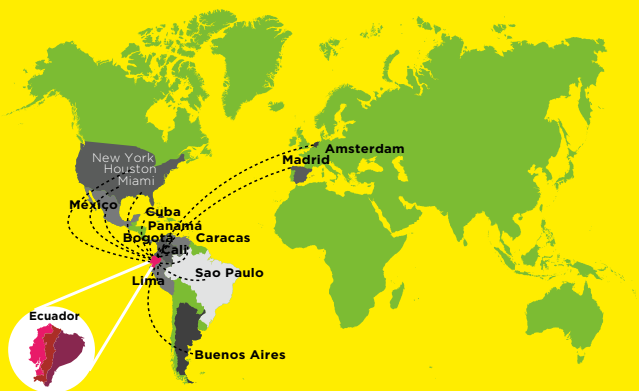 New York
Houston
Miami
Amsterdam
Madrid
México
Cuba
Panamá
Bogotá
Caracas
Cali
Lima
Sao Paulo
Ecuador
Buenos Aires